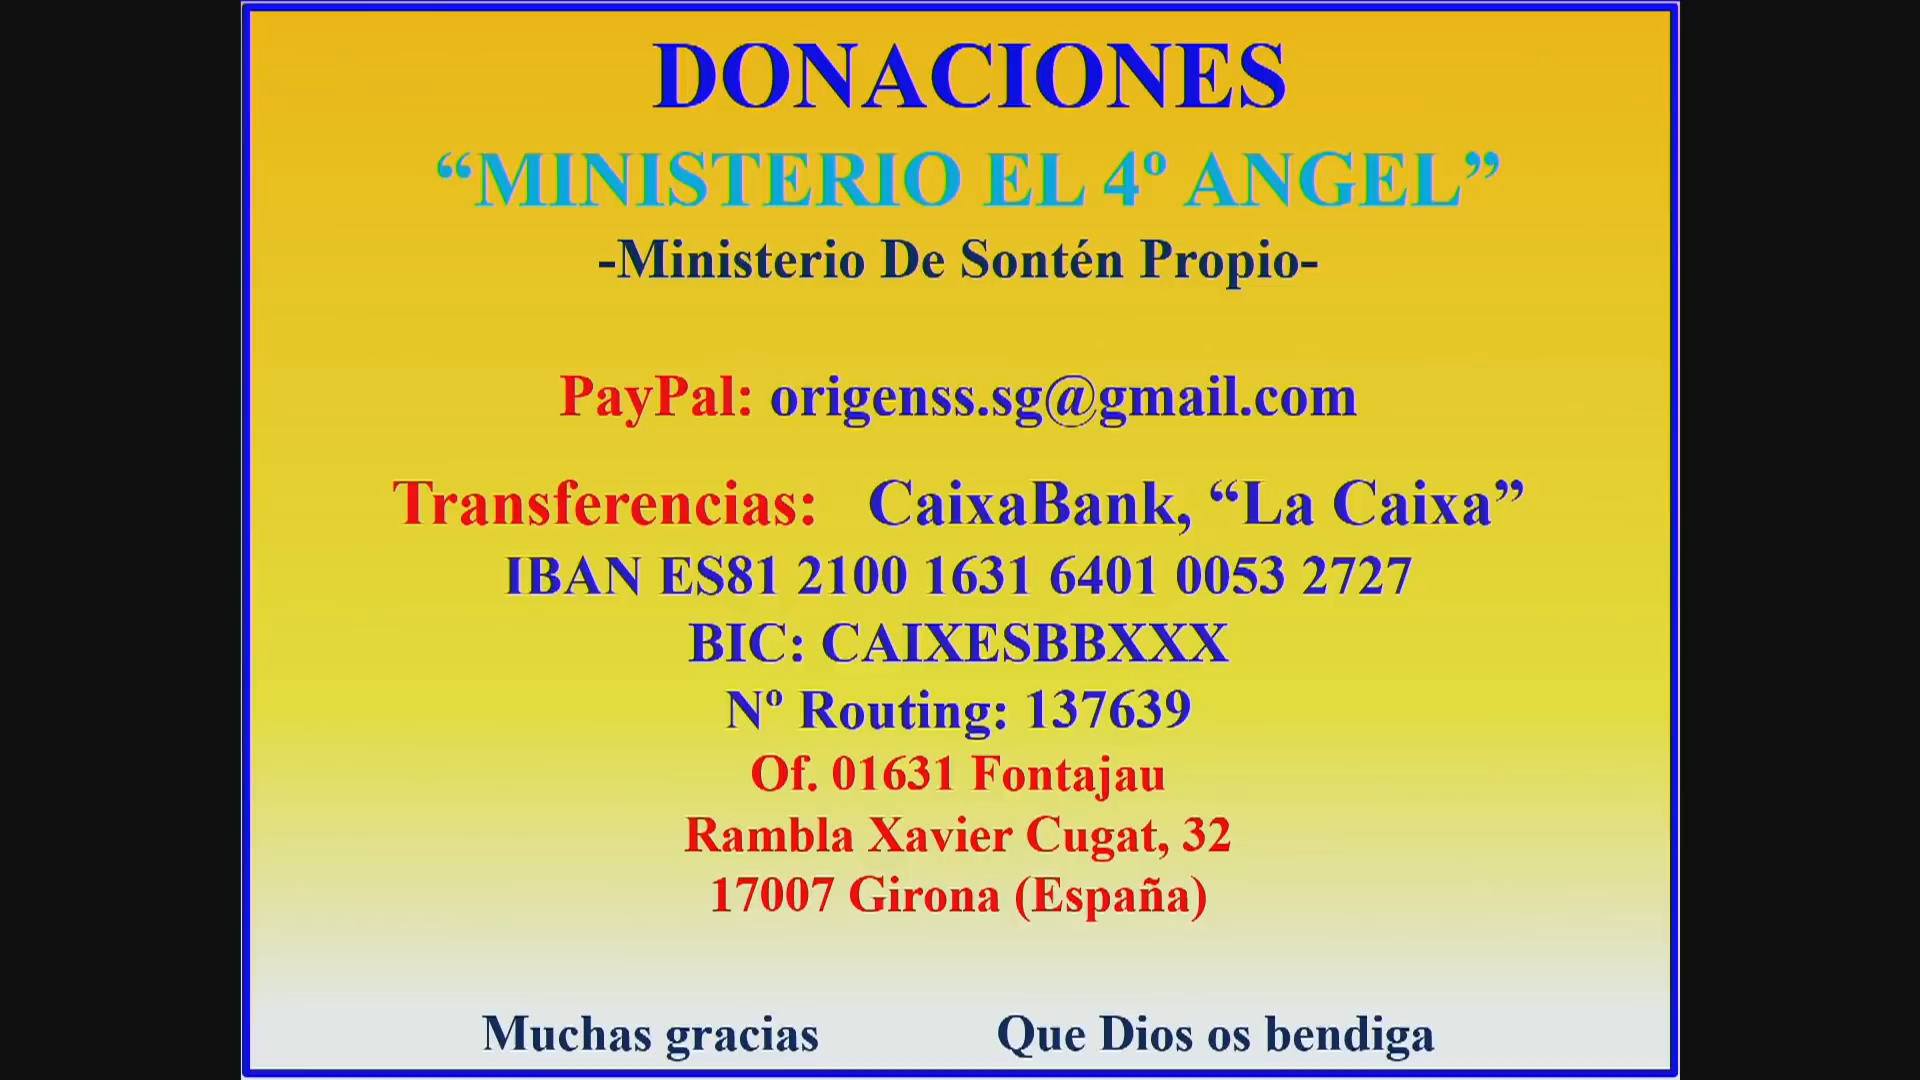 DONACIONES
“MINISTERIO EL 4º ANGEL”
-Ministerio De Sontén Propio-
PayPal: origenss.sg@gmail.com
Transferencias: CaixaBank, “La Caixa”
IBAN ES81 2100 1631 6401 0053 2727
BIC: CAIXESBBXXX
Nº Routing: 137639
Of. 01631 Fontajau
Rambla Xavier Cugat, 32
17007 Girona (España)
Muchas gracias Que Dios os bendiga